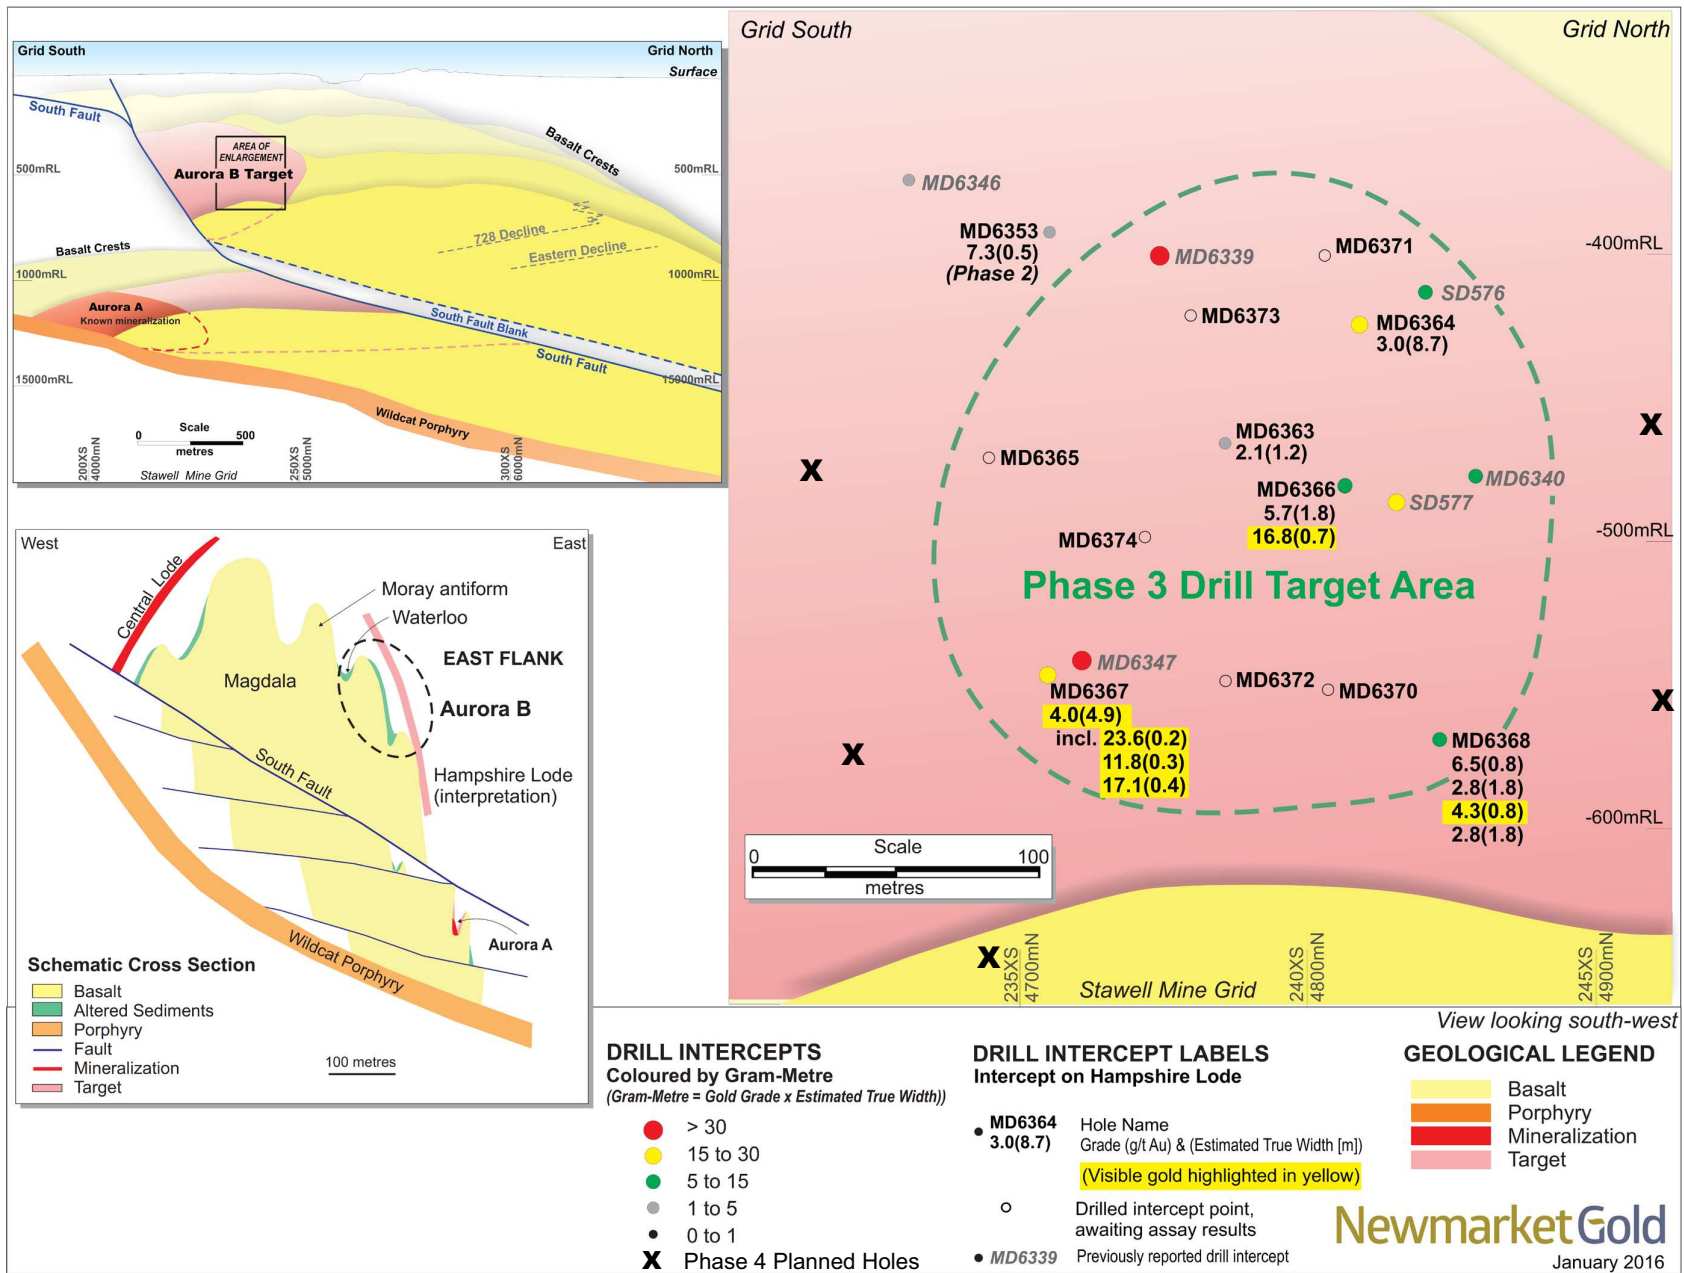 Grid South
Grid North
Surface
South Fault
AREA OF
ENLARGEMENT
Aurora B Target
Basalt Crests
500mRL
500mRL
728 Decline
Eastern Decline
Basalt Crests
1000mRL
1000mRL
Aurora A
Known mineralization
South Fault Blank
South Fault
15000mRL
15000mRL
Wildcat Porphyry
Scale
0
500
metres
200XS
4000mN
250XS
5000mN
300XS
6000mN
Stawell Mine Grid
West
East
Central Lode
Moray antiform
Waterloo
EAST FLANK
Magdala
Aurora B
South Fault
Hampshire Lode
(interpretation)
Aurora A
Wildcat Porphyry
Schematic Cross Section
Basalt
Altered Sediments
Porphyry
Fault
Mineralization
Target
100 metres
Grid South
Grid North
MD6346
MD6353
7.3(0.5)
(Phase 2)
MD6339
MD6371
-400mRL
SD576
MD6373
MD6364
3.0(8.7)
X
MD6363
2.1(1.2)
MD6365
X
MD6366
5.7(1.8)
16.8(0.7)
MD6340
SD577
-500mRL
MD6374
Phase 3 Drill Target Area
MD6347
MD6367
4.0(4.9)
incl. 23.6(0.2)
11.8(0.3)
17.1(0.4)
MD6372
MD6370
X
X
MD6368
6.5(0.8)
2.8(1.8)
4.3(0.8)
2.8(1.8)
-600mRL
0
Scale
100
metres
X
235XS
4700mN
Stawell Mine Grid
240XS
4800mN
245XS
4900mN
View looking south-west
DRILL INTERCEPTS
Coloured by Gram-Metre
(Gram-Metre = Gold Grade x Estimated True Width))
> 30
15 to 30
5 to 15
1 to 5
0 to 1
X Phase 4 Planned Holes
DRILL INTERCEPT LABELS
Intercept on Hampshire Lode
MD6364
3.0(8.7)
Hole Name
Grade (g/t Au) & (Estimated True Width [m])
(Visible gold highlighted in yellow)
Drilled intercept point,
awaiting assay results
MD6339 Previously reported drill intercept
GEOLOGICAL LEGEND
Basalt
Porphyry
Mineralization
Target
NewmarketGold
January 2016